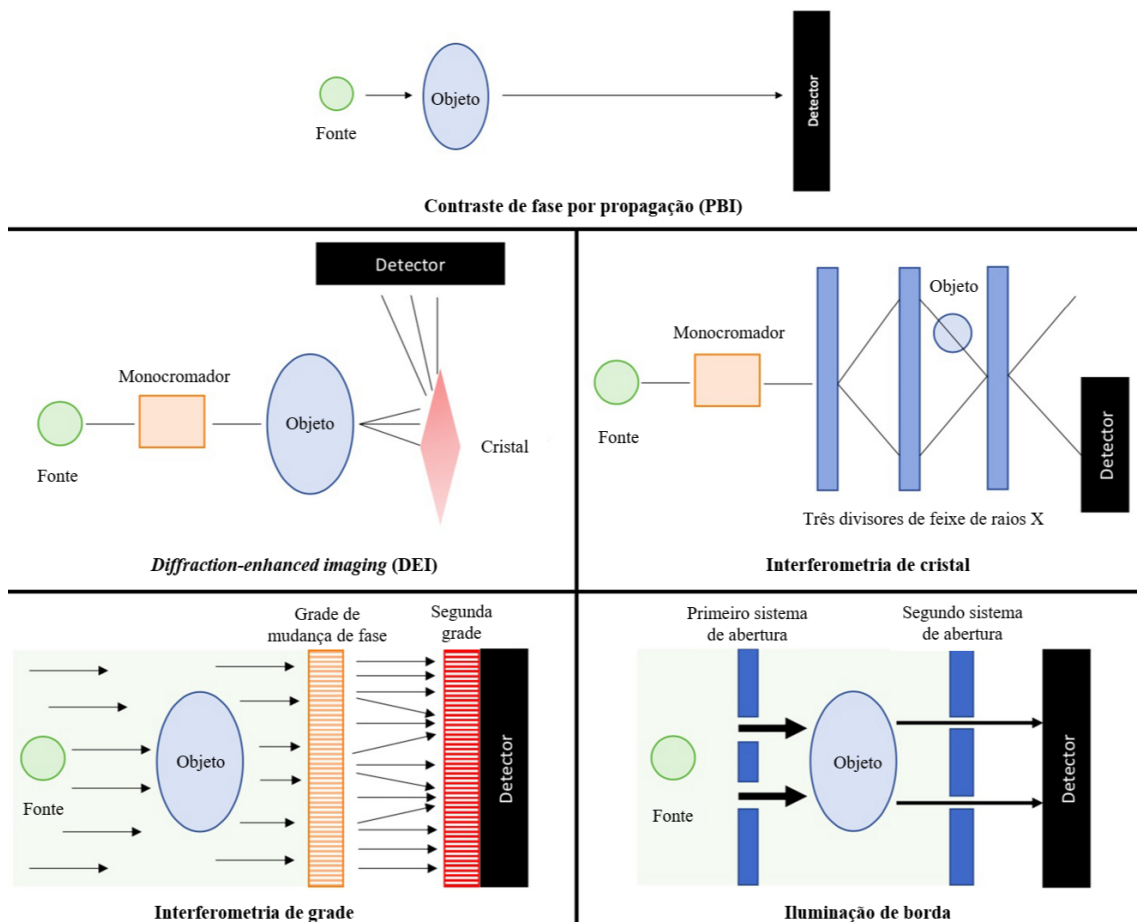 Fonte
Objeto
Detector
Contraste de fase por propagação (PBI)
Detector
Monocromador
Fonte
Objeto
Cristal
Diffraction-enhanced imaging (DEI)
Objeto
Monocromador
Fonte
Detector
Três divisores de feixe de raios X
Interferometria de cristal
Grade de
mudança de fase
Segunda
grade
Fonte
Objeto
Detector
Interferometria de grade
Primeiro sistema
de abertura
Segundo sistema
de abertura
Fonte
Objeto
Detector
Iluminação de borda